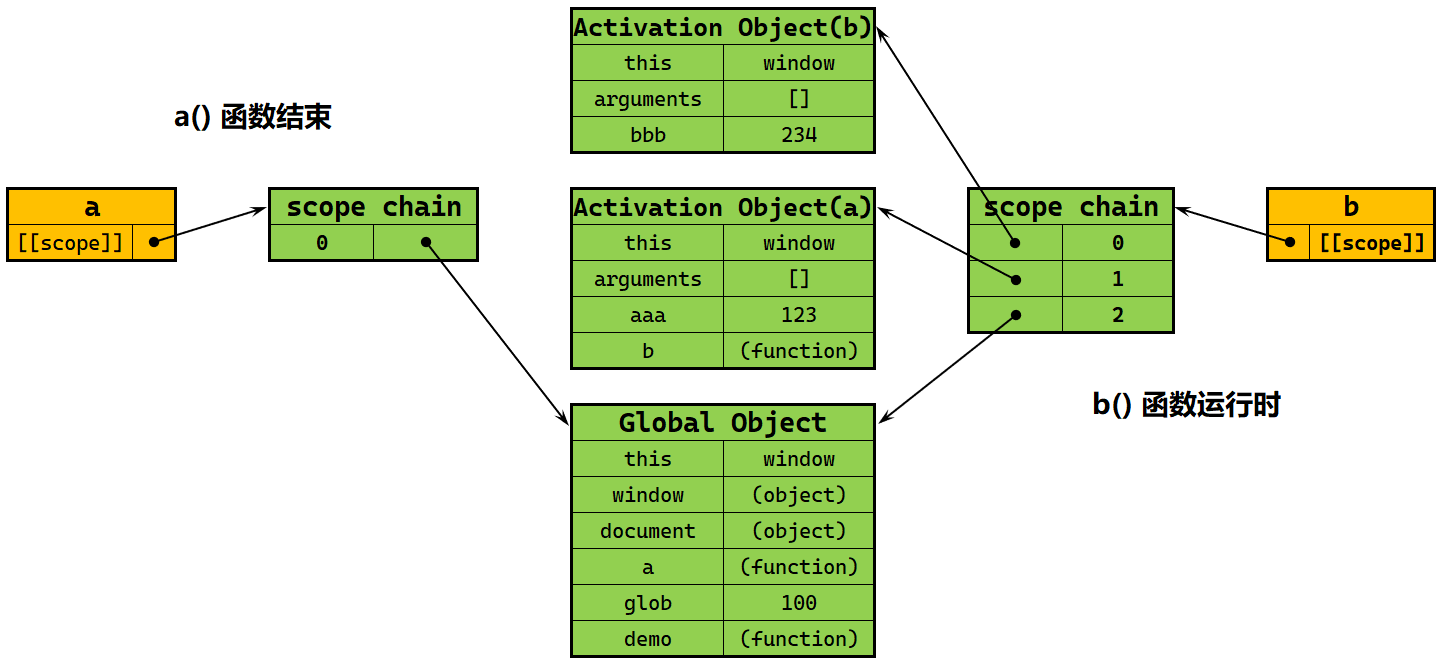 a() 函数结束
a
[[scope]]
scope chain
0
Activation Object(b)
this window
arguments []
bbb 234
Activation Object(a)
this window
arguments []
aaa 123
b (function)
Global Object
this window
window (object)
document (object)
a (function)
glob 100
demo (function)
scope chain
0
1
2
b
[[scope]]
b() 函数运行时